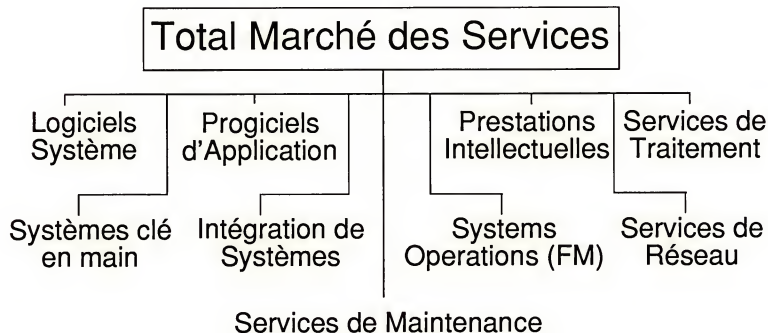 Total Marché des Services
Logiciels
Système
Progiciels
d'Application
Prestations
Intellectuelles
Services de
Traitement
Systèmes clé
en main
Intégration de
Systèmes
Systems
Operations (FM)
Services de
Réseau
Services de Maintenance